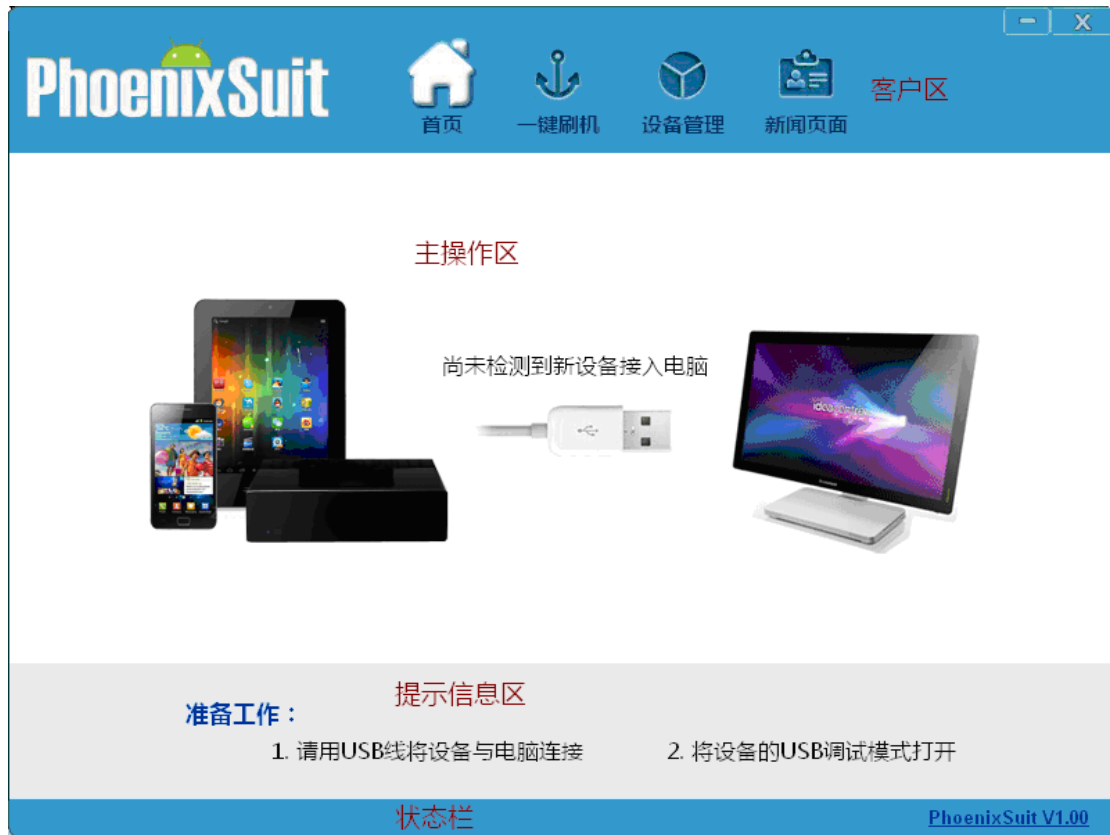 PhoenixSuit
首页
一键刷机
设备管理
新闻页面
客户区
主操作区
尚未检测到新设备接入电脑
提示信息区
准备工作：
1. 请用USB线将设备与电脑连接
2. 将设备的USB调试模式打开
状态栏
PhoenixSuit V1.00